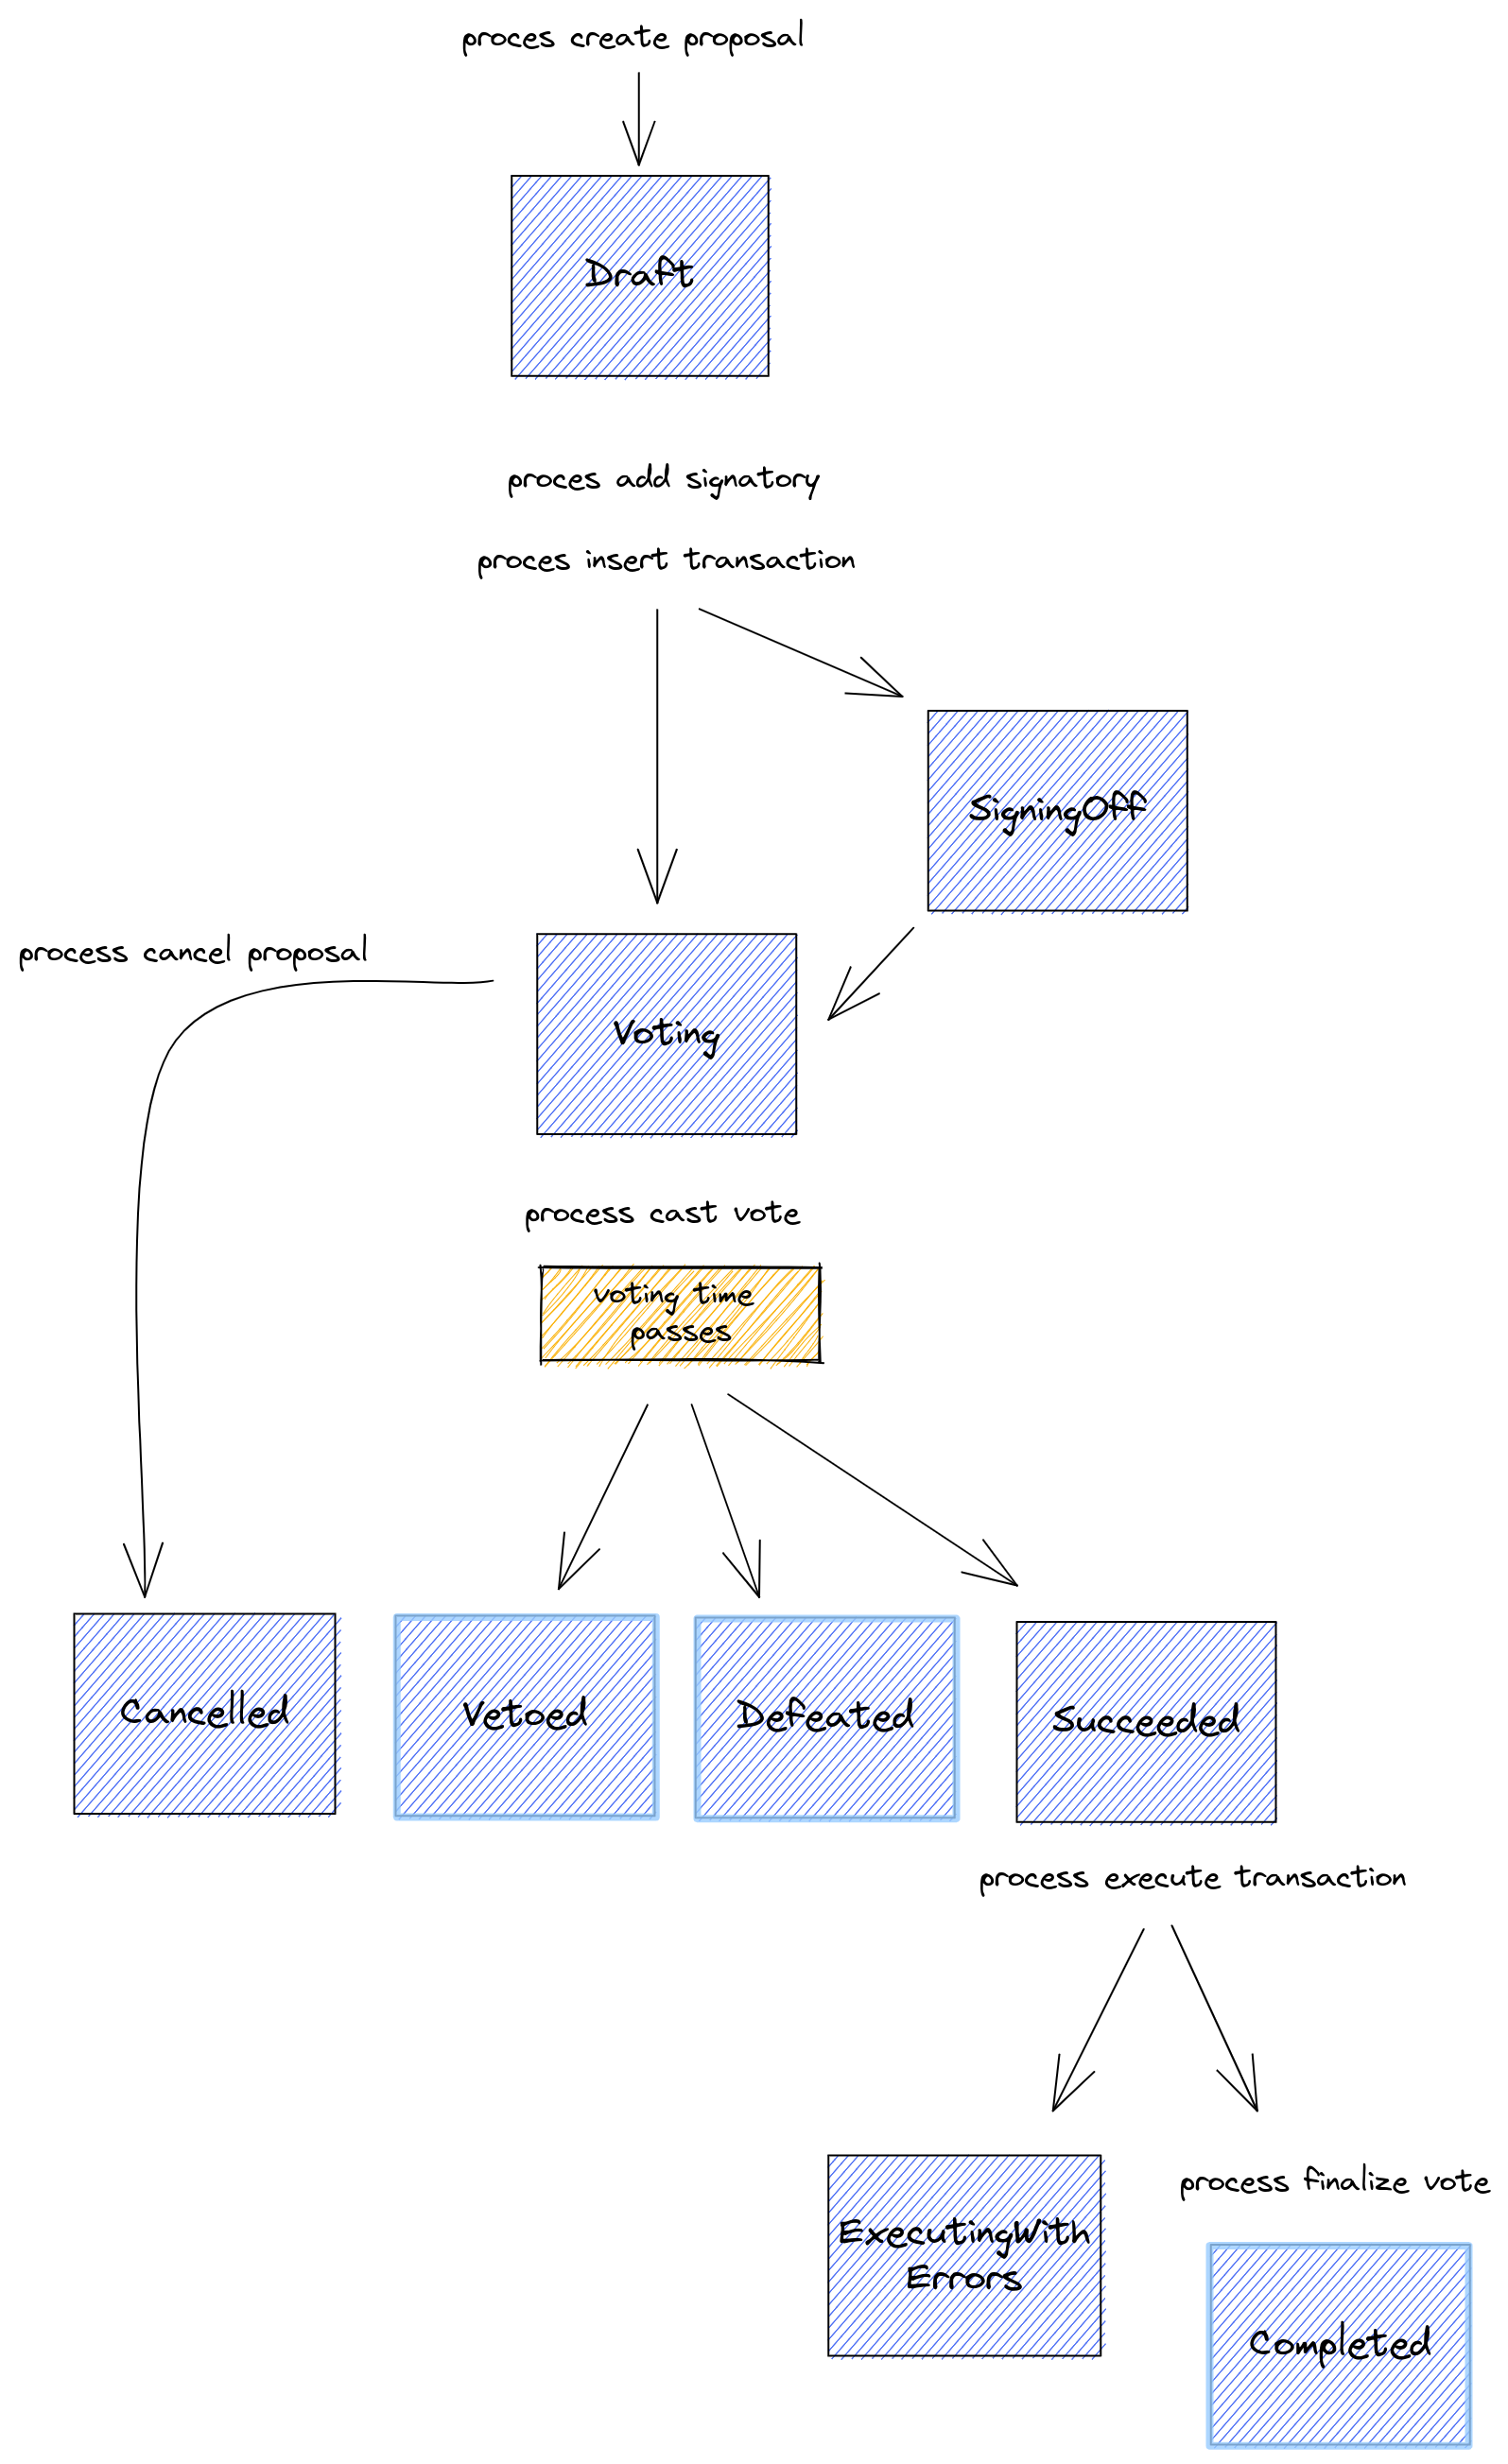 proces create proposal
Draft
proces add signatory
proces insert transaction
SigningOff
process cancel proposal
Voting
process cast vote
voting time
passes
Cancelled
Vetoed
Defeated
Succeeded
process execute transaction
process finalize vote
ExecutingWith
Errors
Completed